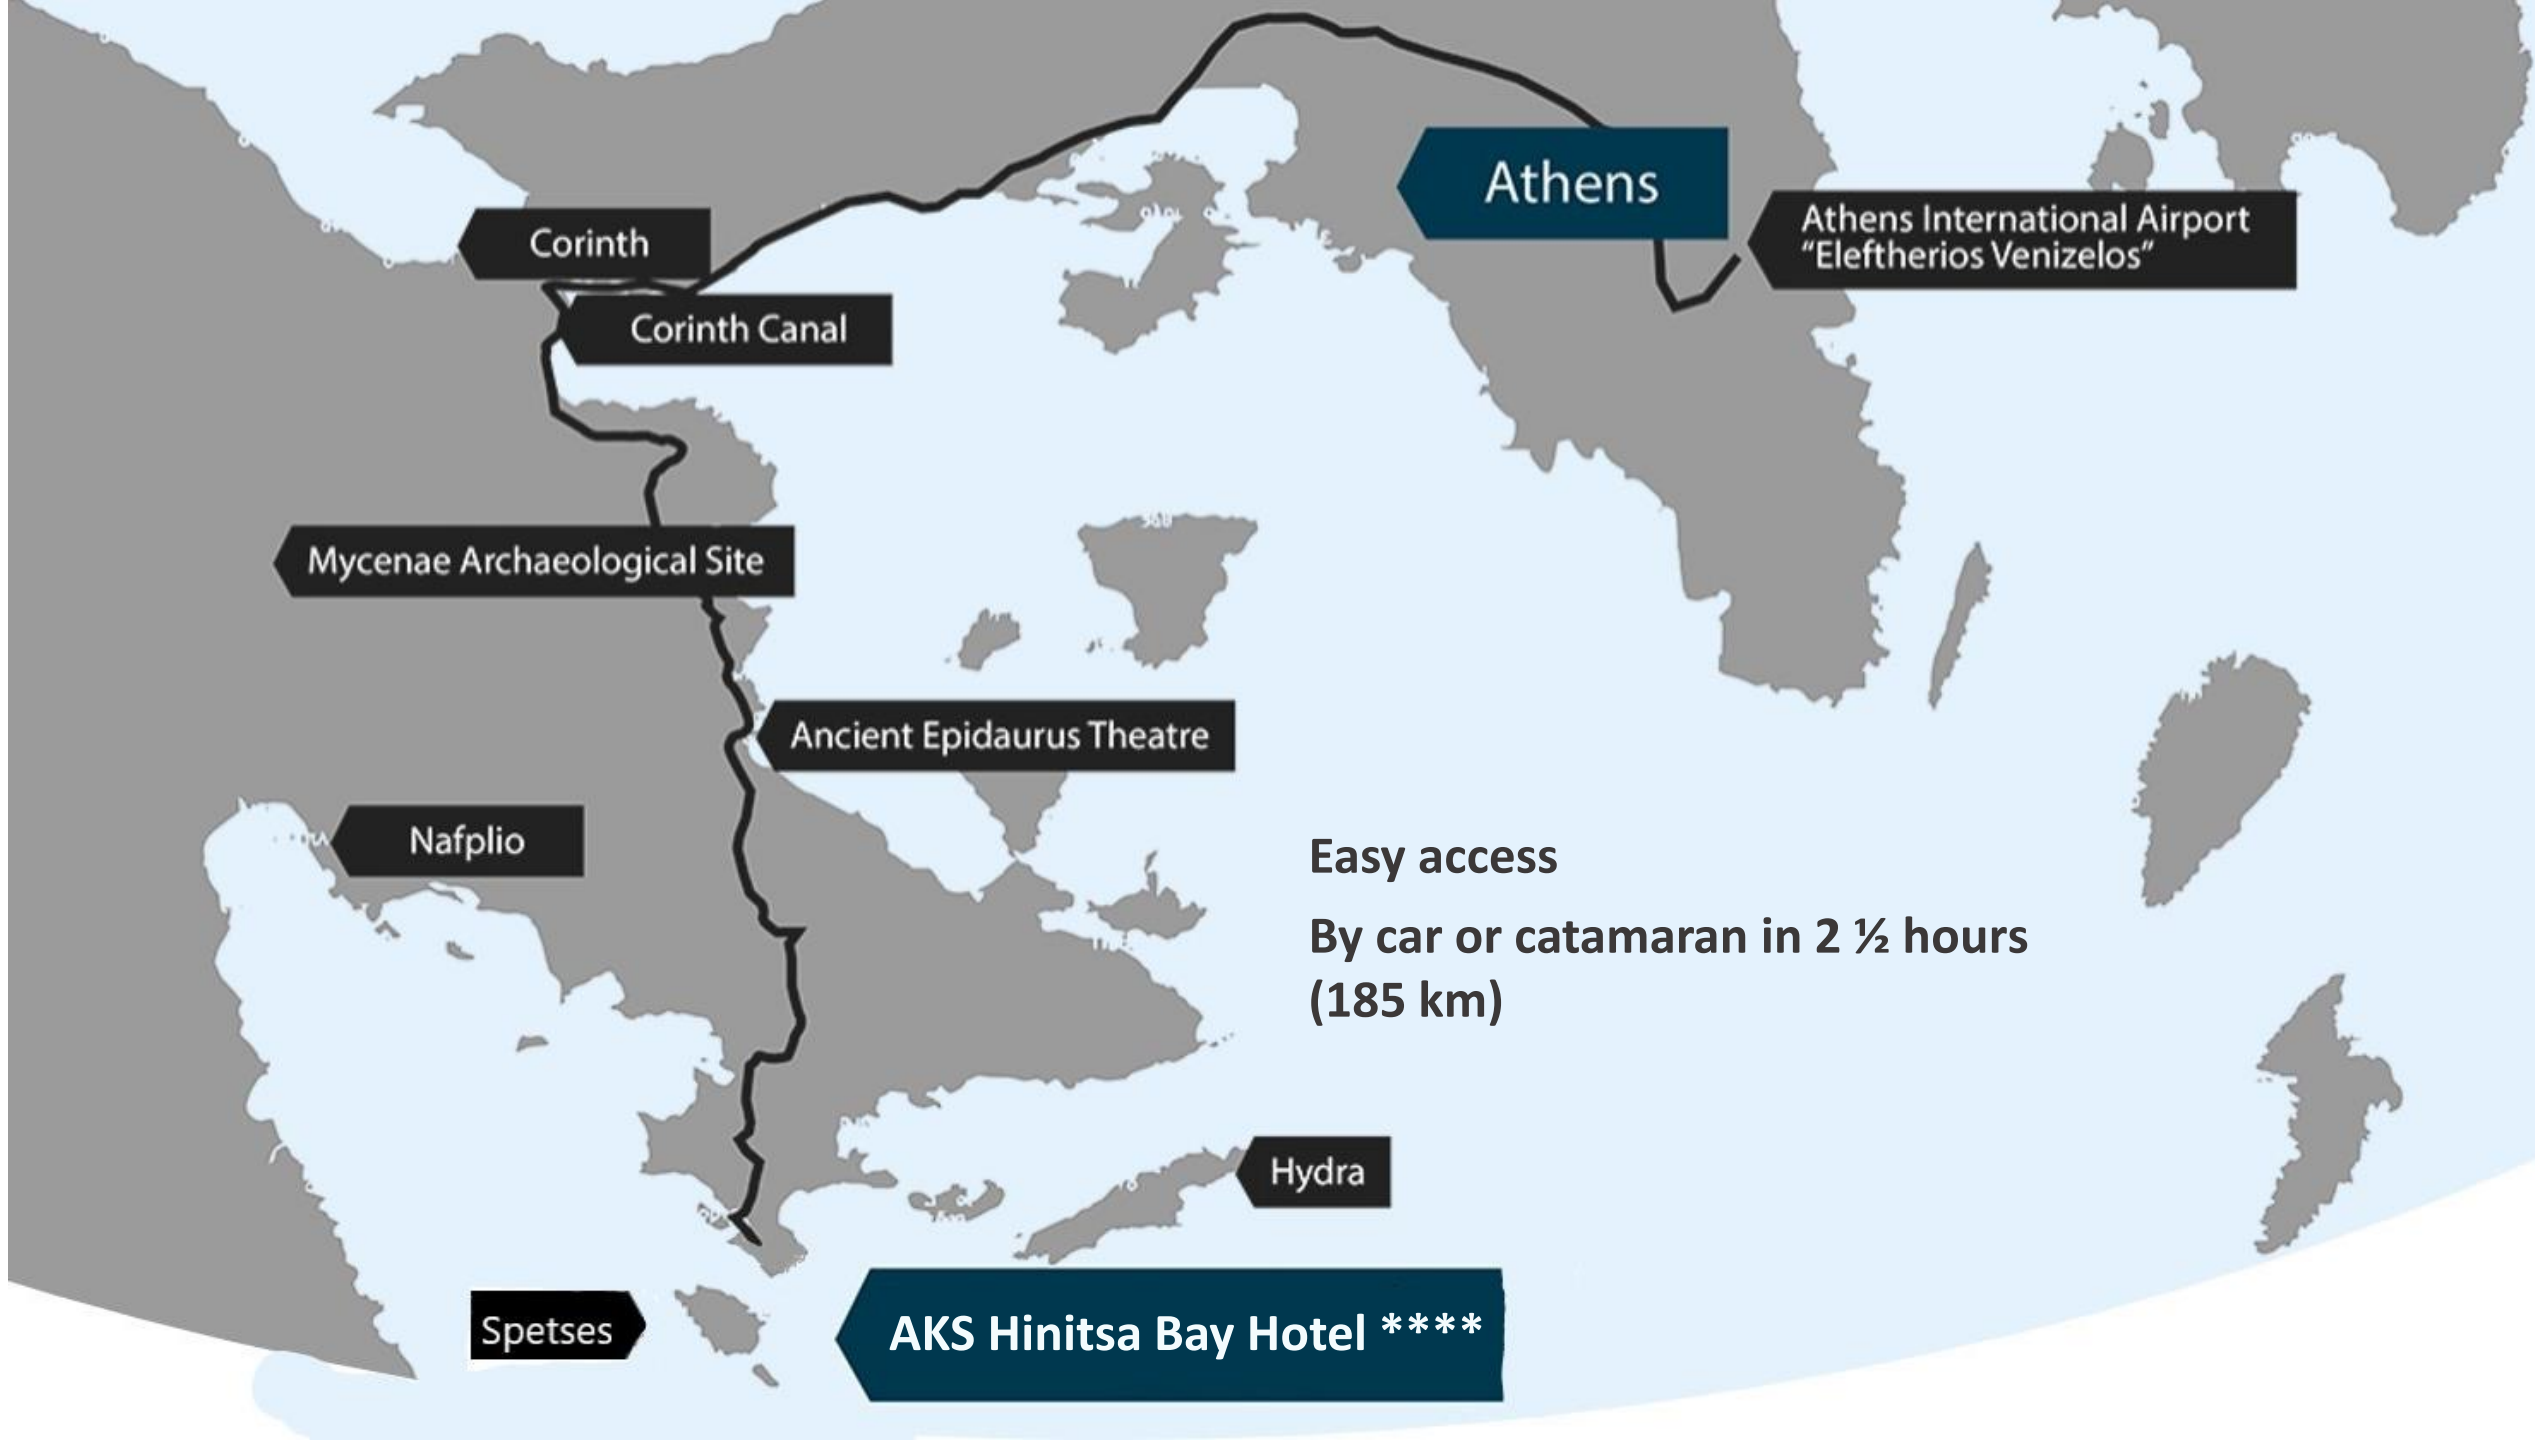 Athens
Athens International Airport
“Eleftherios Venizelos”
Corinth
Corinth Canal
Mycenae Archaeological Site
Ancient Epidaurus Theatre
Nafplio
Easy access
By car or catamaran in 2 ½ hours
(185 km)
Hydra
Spetses
AKS Hinitsa Bay Hotel ****